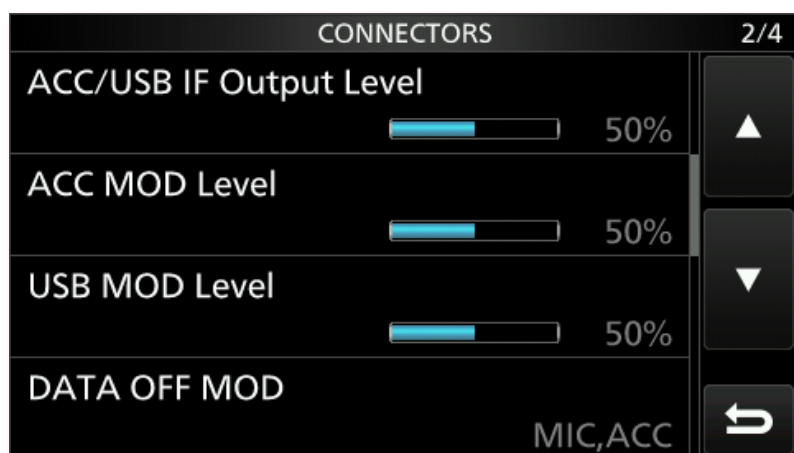 CONNECTORS 2/4
ACC/USB IF Output Level
50%
ACC MOD Level
50%
USB MOD Level
50%
DATA OFF MOD
MIC,ACC